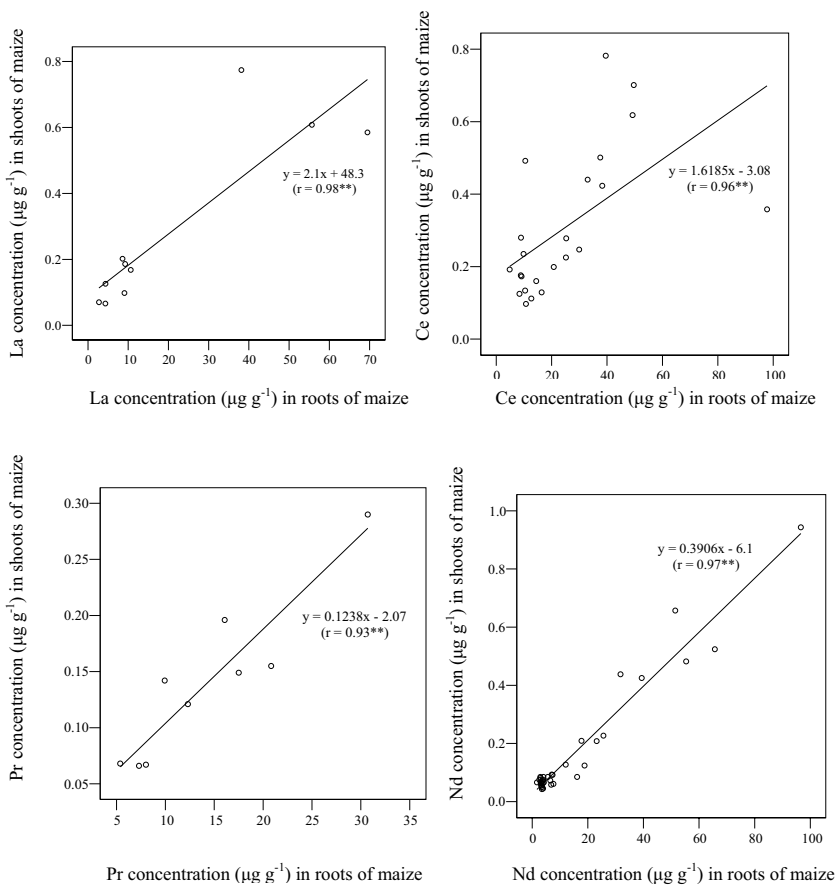 La concentration (µg g-1) in shoots of maize
0.8
0.6
0.4
0.2
0.0
y = 2.1x + 48.3
(r = 0.98**)
0 10 20 30 40 50 60 70
La concentration (µg g-1) in roots of maize
Ce concentration (µg g-1) in shoots of maize
0.8
0.6
0.4
0.2
0.0
y = 1.6185x - 3.08
(r = 0.96**)
0 20 40 60 80 100
Ce concentration (µg g-1) in roots of maize
Pr concentration (µg g-1) in shoots of maize
0.30
0.25
0.20
0.15
0.10
0.05
y = 0.1238x - 2.07
(r = 0.93**)
5 10 15 20 25 30 35
Pr concentration (µg g-1) in roots of maize
Nd concentration (µg g-1) in shoots of maize
1.0
0.8
0.6
0.4
0.2
0.0
y = 0.3906x - 6.1
(r = 0.97**)
0 20 40 60 80 100
Nd concentration (µg g-1) in roots of maize